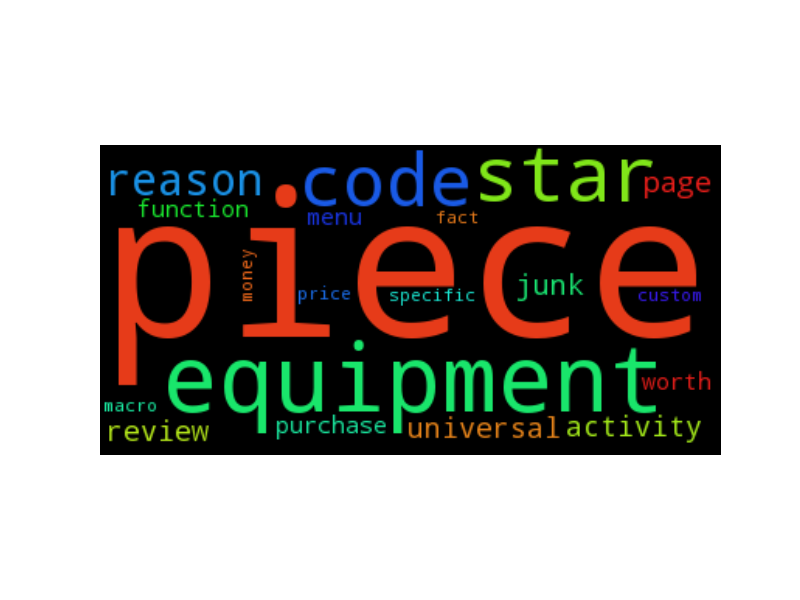 reason code star page
function menu fact
piece
money price specific junk custom
equipment worth
macro
review purchase universal activity